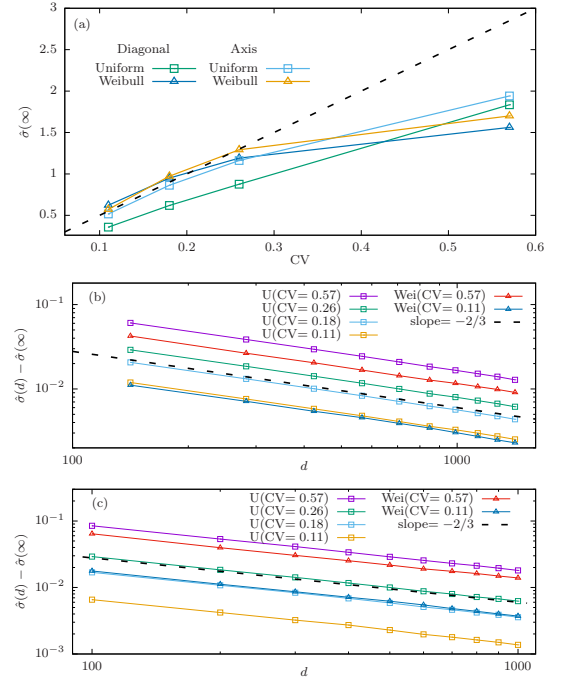 (a)
Diagonal Axis
Uniform Uniform
Weibull Weibull
3
2.5
2
1.5
1
0.5
σ̂(∞)
0.1 0.2 0.3 0.4 0.5 0.6
CV
(b)
U(CV= 0.57) Wei(CV= 0.57)
U(CV= 0.26) Wei(CV= 0.11)
U(CV= 0.18) slope= −2/3
U(CV= 0.11)
10⁻¹
10⁻²
σ̂(d) − σ̂(∞)
100 1000
d
(c)
U(CV= 0.57) Wei(CV= 0.57)
U(CV= 0.26) Wei(CV= 0.11)
U(CV= 0.18) slope= −2/3
U(CV= 0.11)
10⁻¹
10⁻²
10⁻³
σ̂(d) − σ̂(∞)
100 1000
d